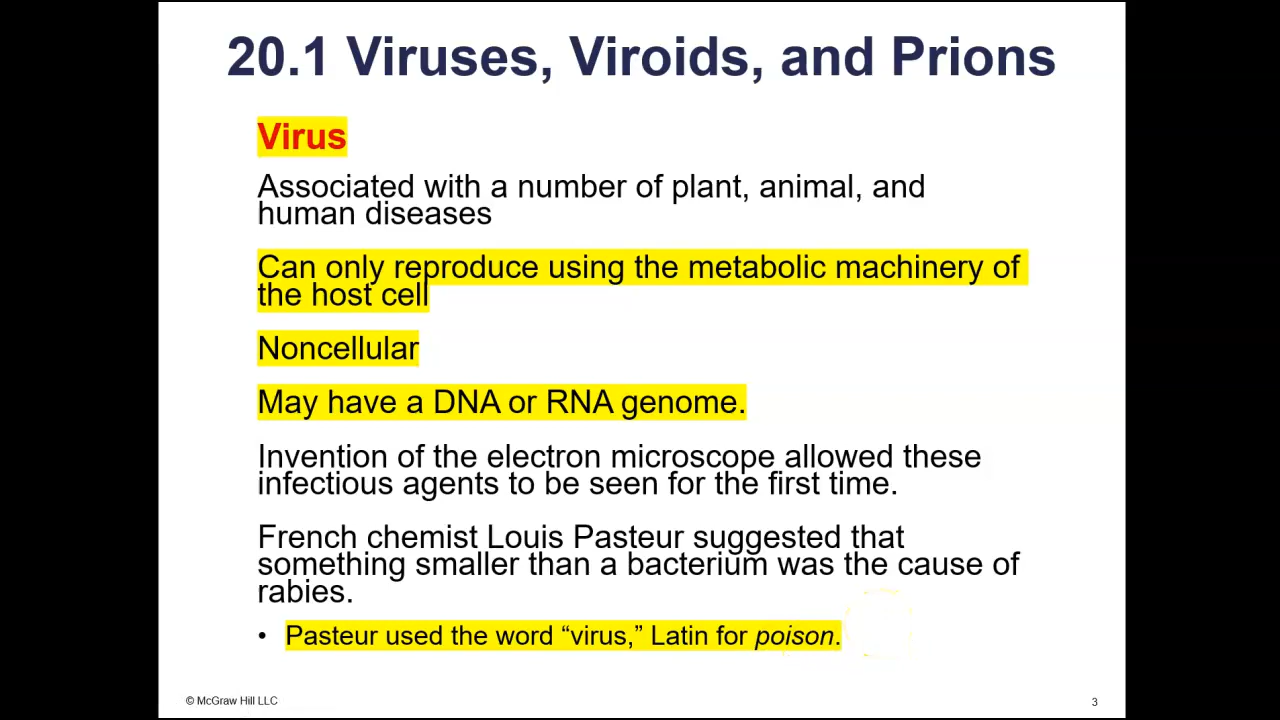 20.1 Viruses, Viroids, and Prions
Virus
Associated with a number of plant, animal, and
human diseases
Can only reproduce using the metabolic machinery of
the host cell
Noncellular
May have a DNA or RNA genome.
Invention of the electron microscope allowed these
infectious agents to be seen for the first time.
French chemist Louis Pasteur suggested that
something smaller than a bacterium was the cause of
rabies.
• Pasteur used the word “virus,” Latin for poison.
© McGraw Hill LLC
3